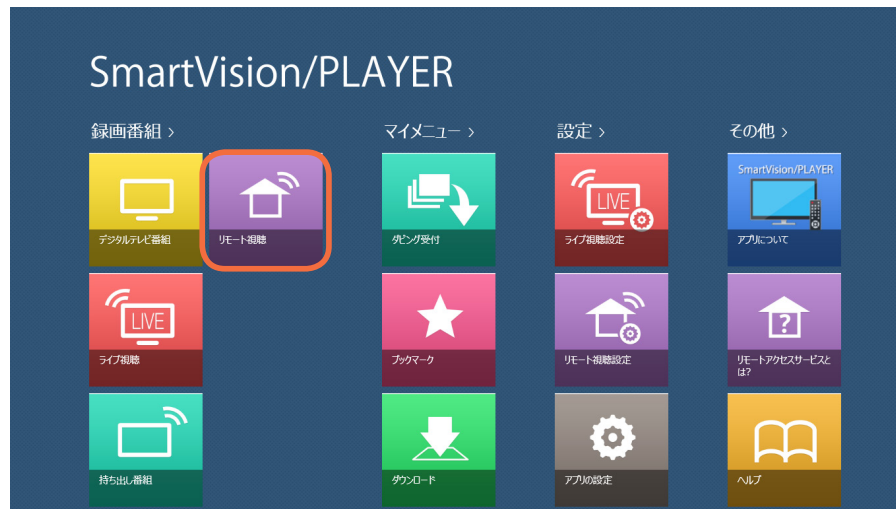 SmartVision/PLAYER
録画番組 >
マイメニュー >
設定 >
その他 >
デジタルテレビ番組
リモート視聴
ダビング受付
LIVE
ライブ視聴設定
SmartVision/PLAYER
アプリについて
LIVE
ライブ視聴
ブックマーク
リモート視聴設定
?
リモートアクセスサービスと
は?
持ち出し番組
ダウンロード
アプリの設定
ヘルプ